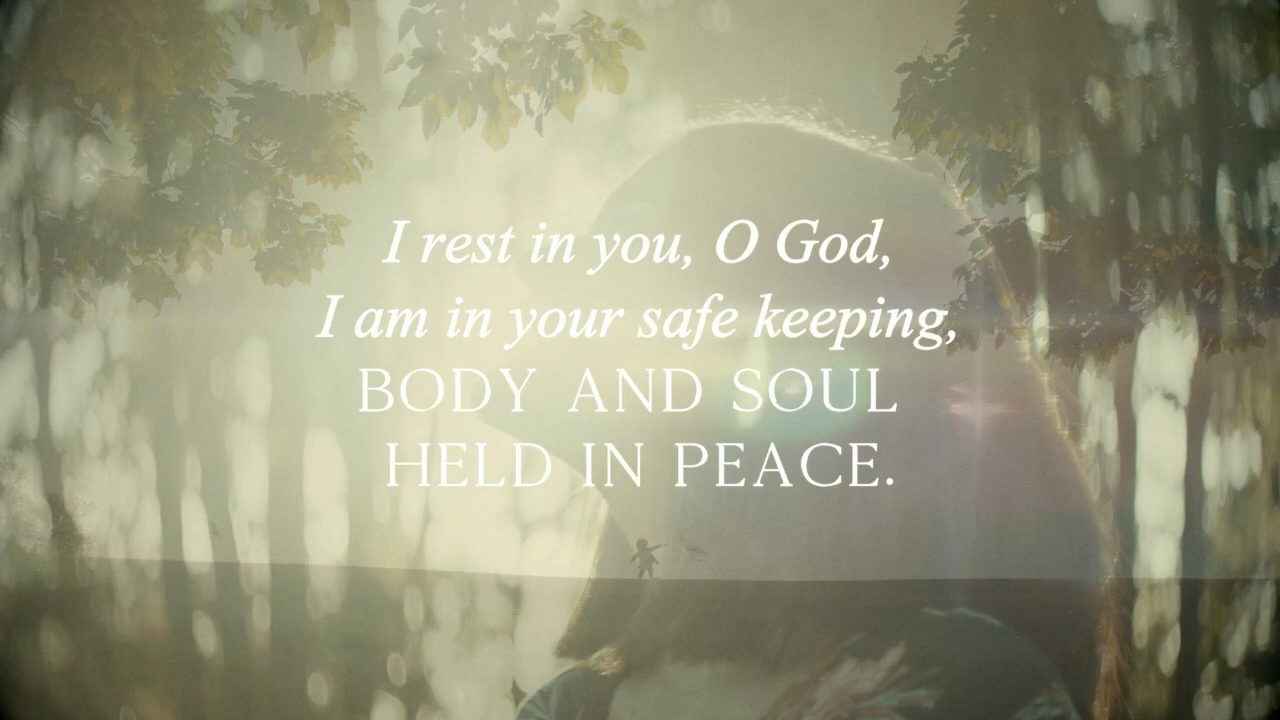 I rest in you, O God,
I am in your safe keeping,
BODY AND SOUL
HELD IN PEACE.